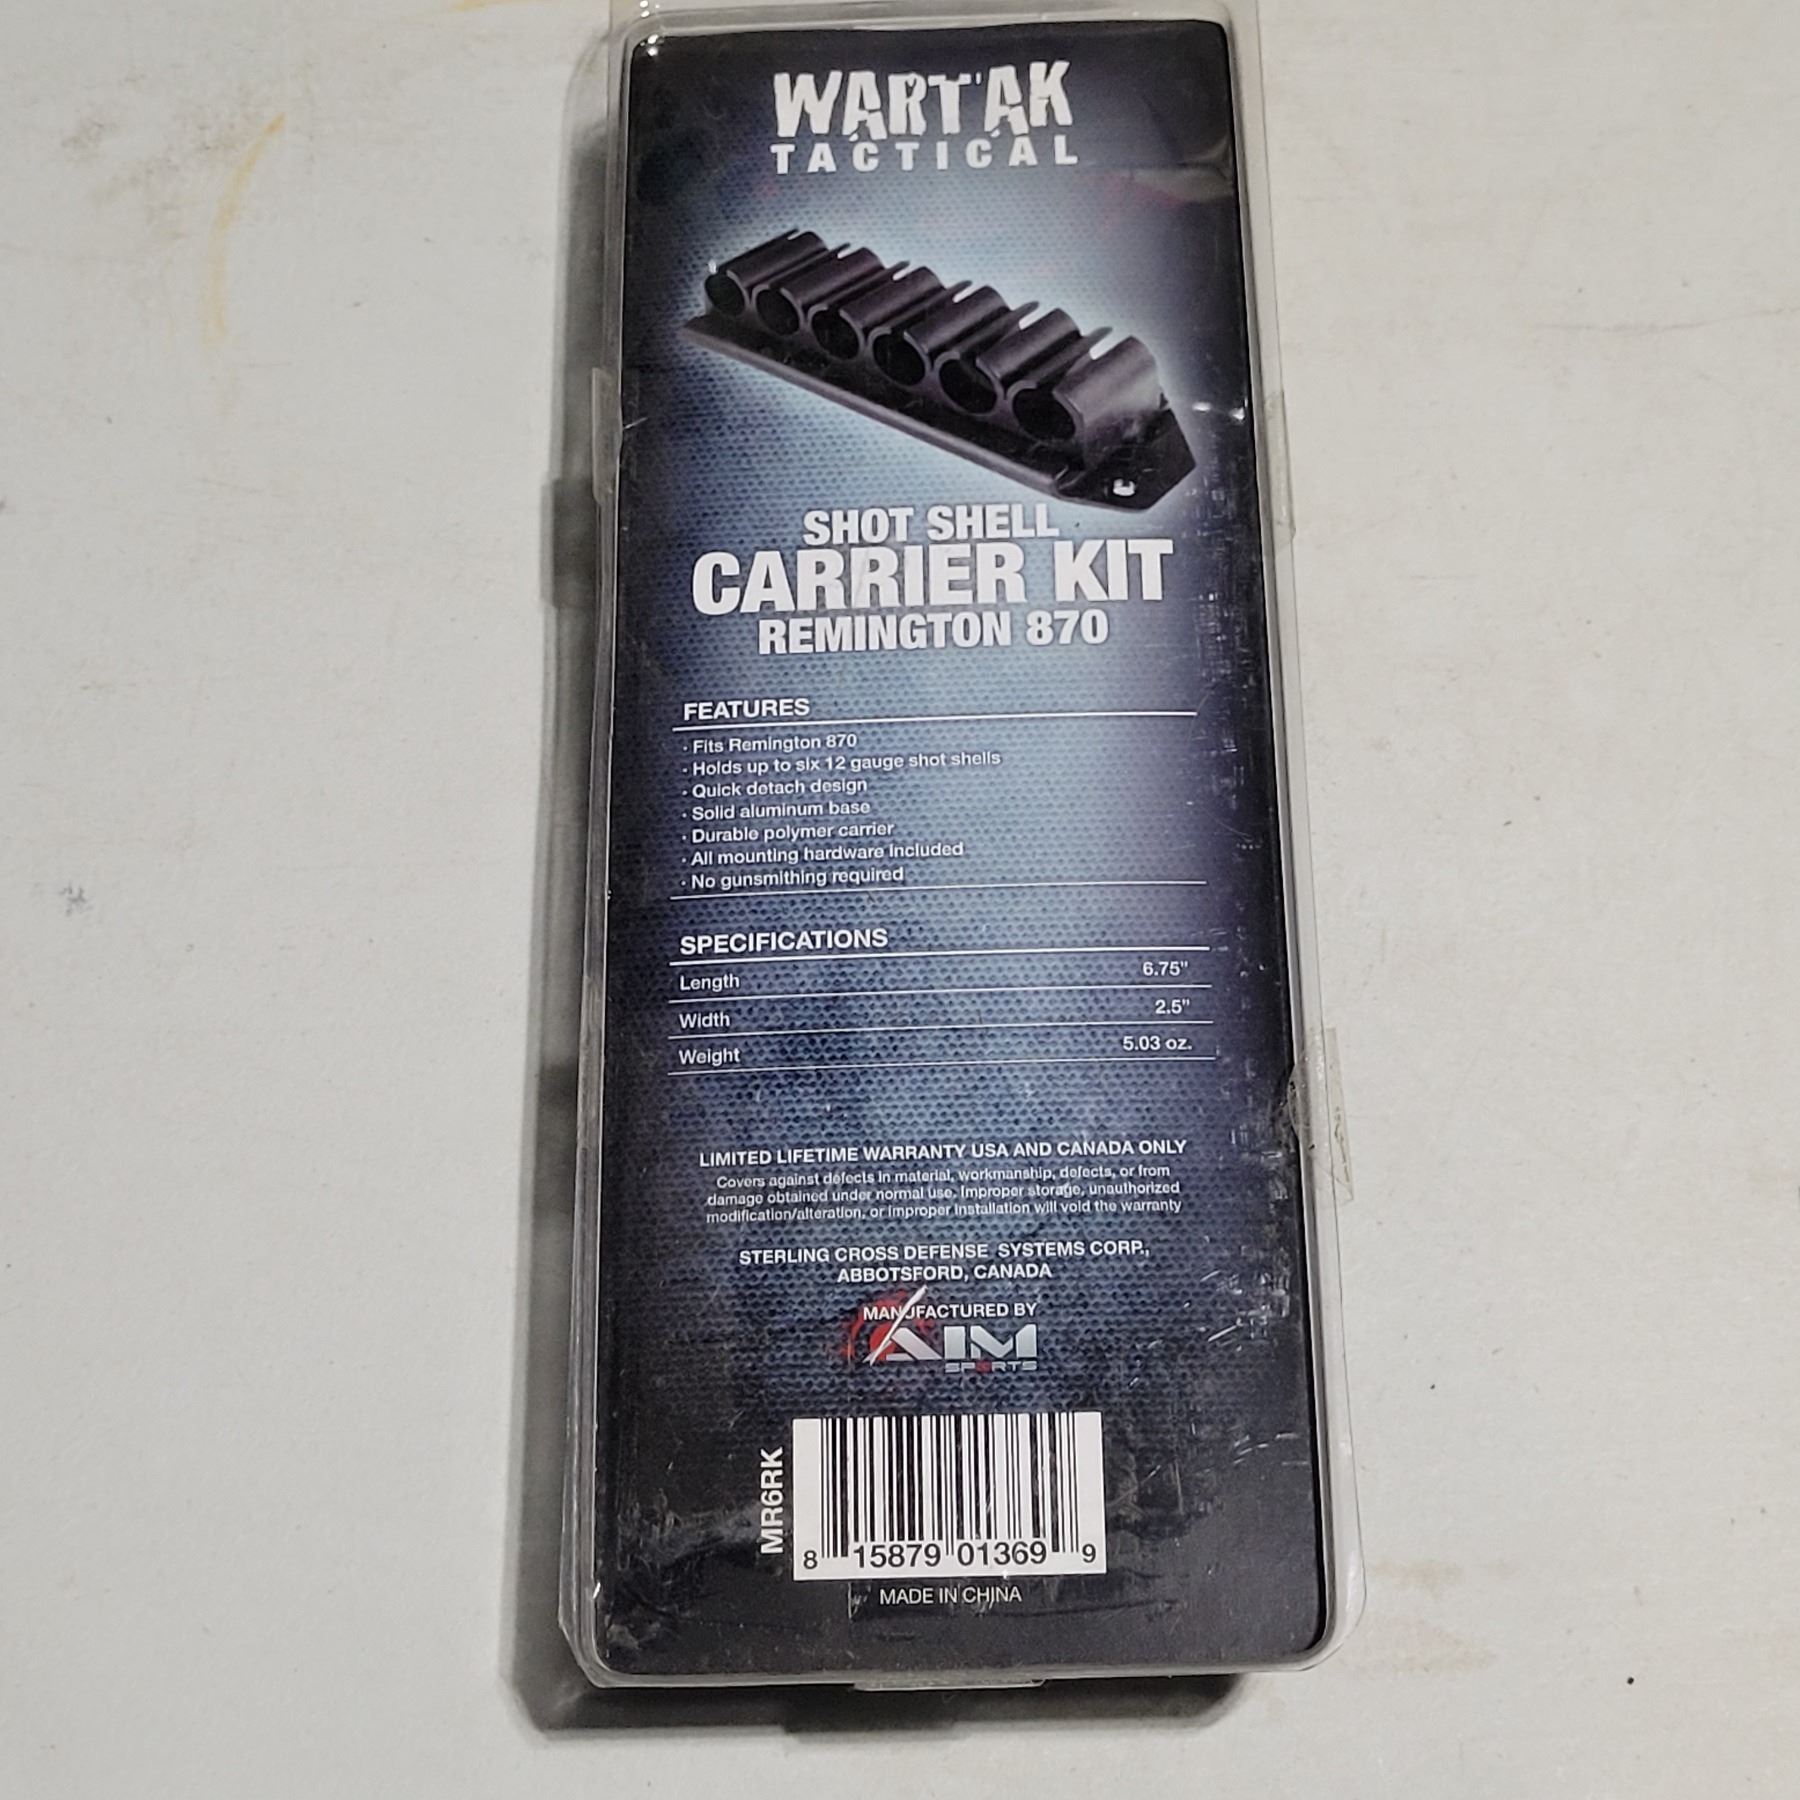 WARTAK
TACTICAL
SHOT SHELL
CARRIER KIT
REMINGTON 870
FEATURES
· Fits Remington 870
· Holds up to six 12 gauge shot shells
· Quick detach design
· Solid aluminum base
· Durable polymer carrier
· All mounting hardware included
· No gunsmithing required
SPECIFICATIONS
Length 6.75"
Width 2.5"
Weight 5.03 oz.
LIMITED LIFETIME WARRANTY USA AND CANADA ONLY
Covers against defects in material, workmanship, defects, or from
damage obtained under normal use. Improper storage, unauthorized
modification/alteration, or improper installation will void the warranty
STERLING CROSS DEFENSE SYSTEMS CORP.,
ABBOTSFORD, CANADA
MANUFACTURED BY
AIM
SPORTS
MR6RK
8 15879 01369 9
MADE IN CHINA